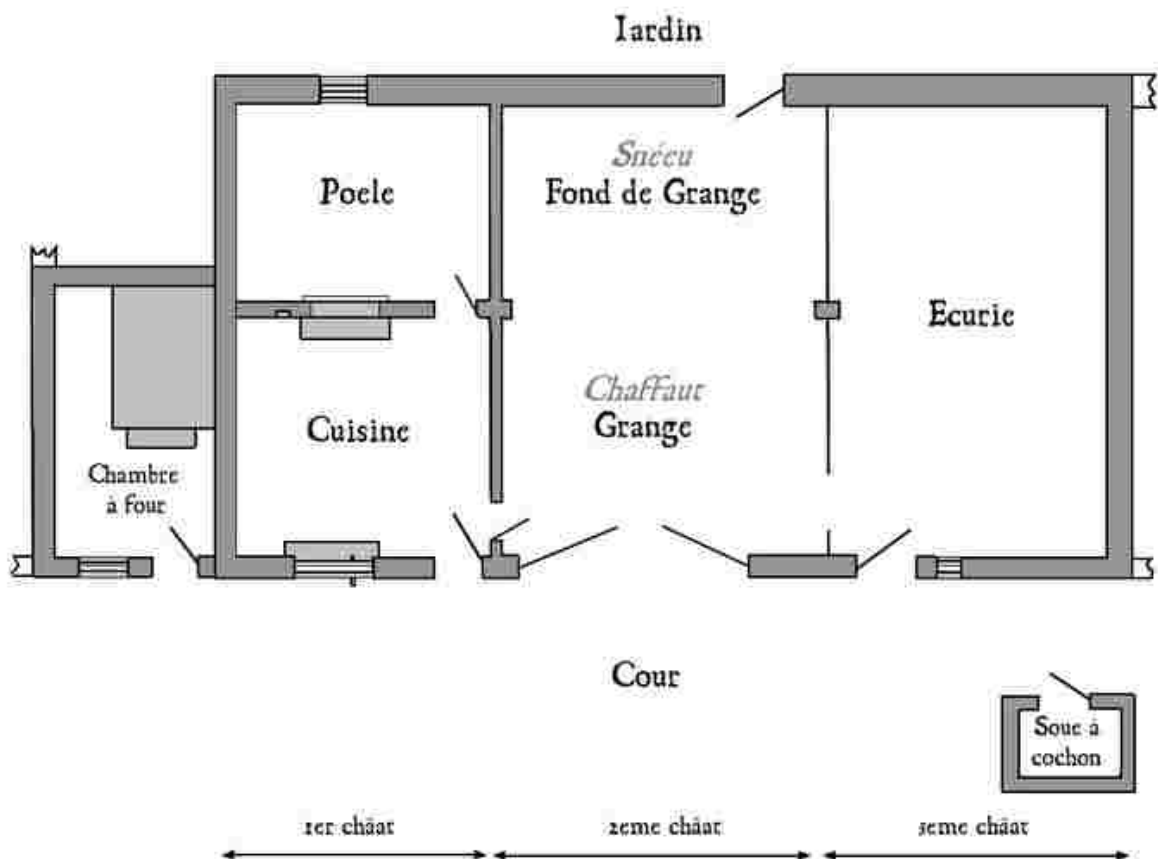 Iardin
Snécu
Poele
Fond de Grange
Ecurie
Chaffaut
Cuisine
Grange
Chambre
à four
Cour
Soue à
cochon
1er châat
2eme châat
3eme châat